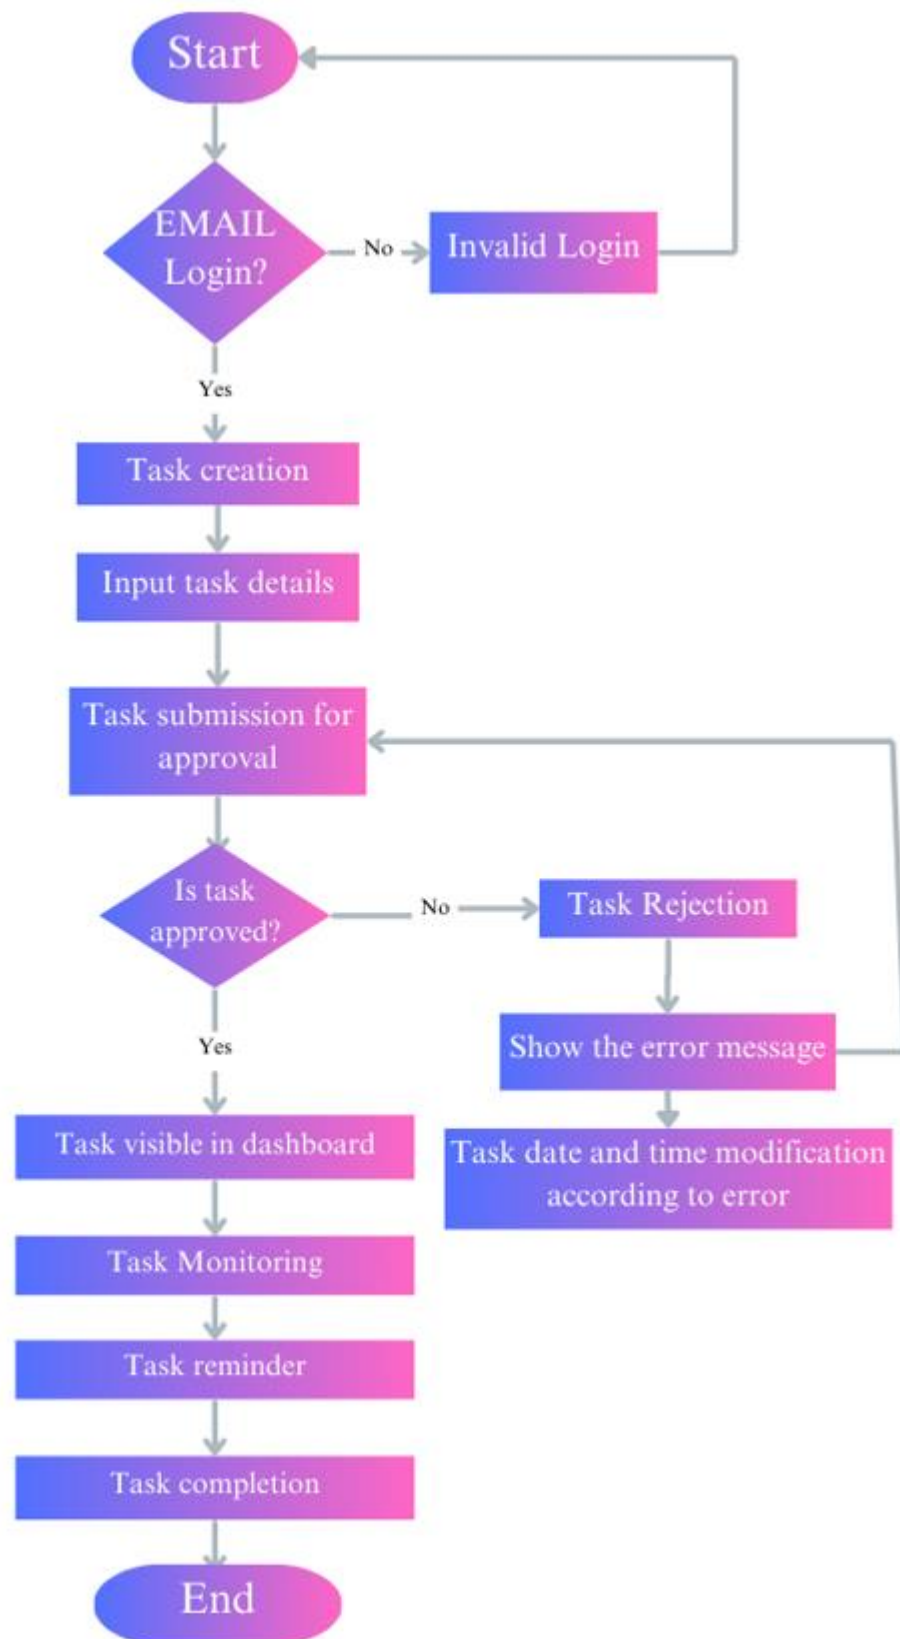 Start
EMAIL
Login?
No
Invalid Login
Yes
Task creation
Input task details
Task submission for
approval
Is task
approved?
No
Task Rejection
Show the error message
Task date and time modification
according to error
Yes
Task visible in dashboard
Task Monitoring
Task reminder
Task completion
End